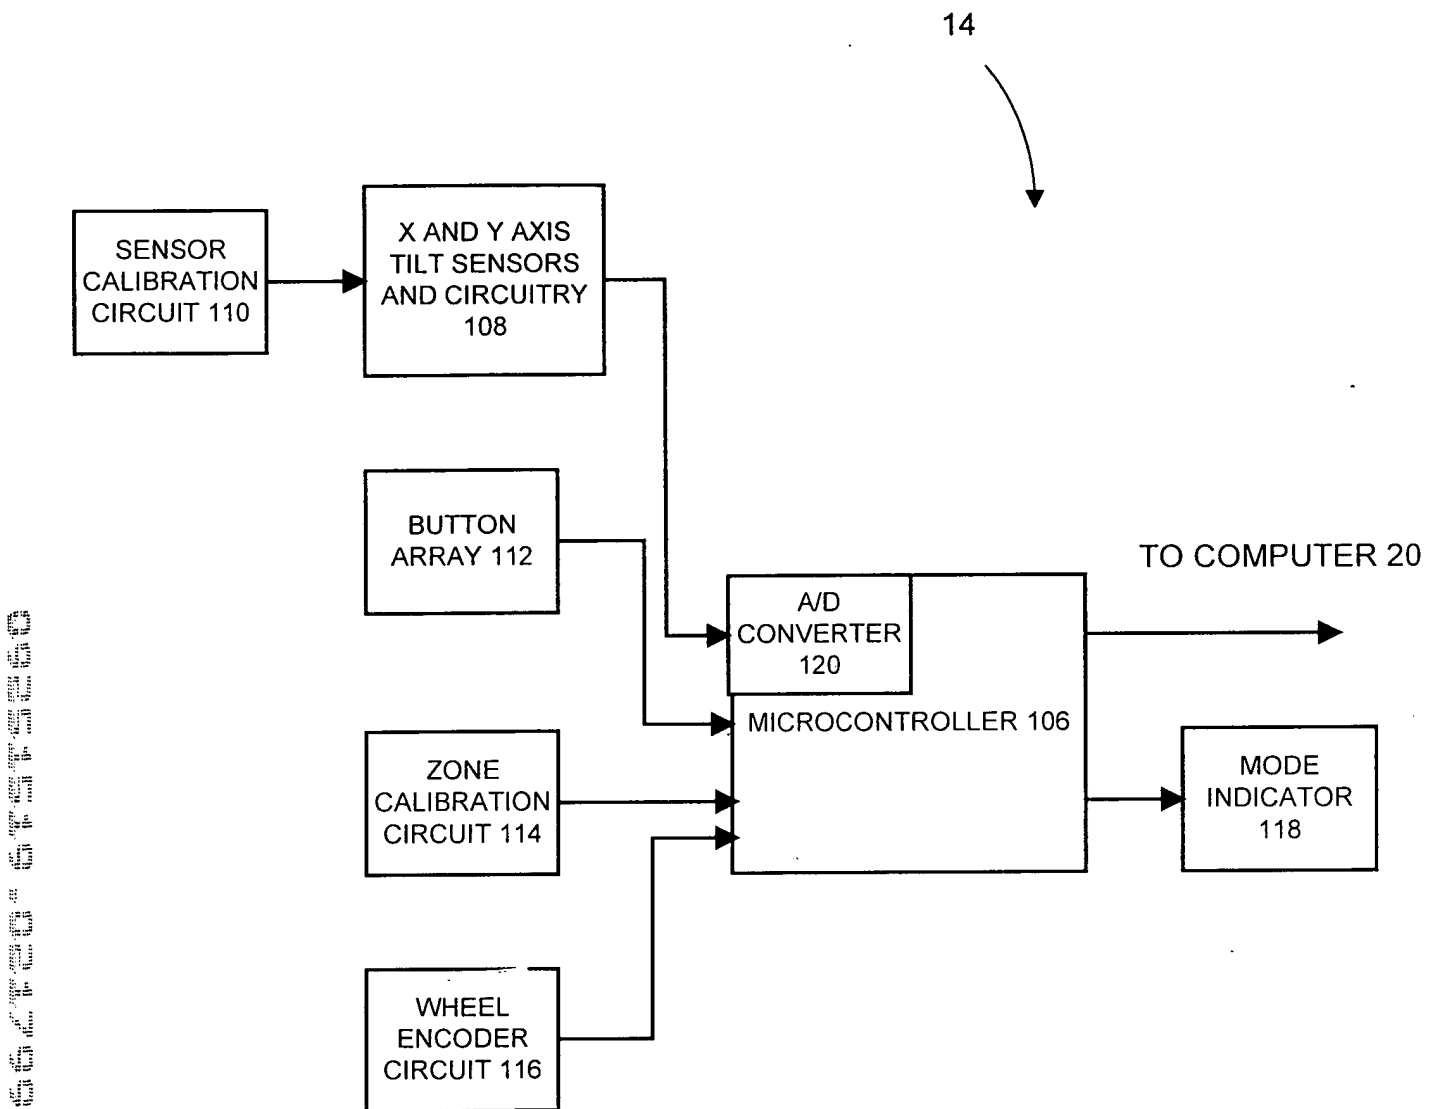 14
SENSOR
CALIBRATION
CIRCUIT 110
X AND Y AXIS
TILT SENSORS
AND CIRCUITRY
108
BUTTON
ARRAY 112
TO COMPUTER 20
A/D
CONVERTER
120
MICROCONTROLLER 106
ZONE
CALIBRATION
CIRCUIT 114
MODE
INDICATOR
118
WHEEL
ENCODER
CIRCUIT 116